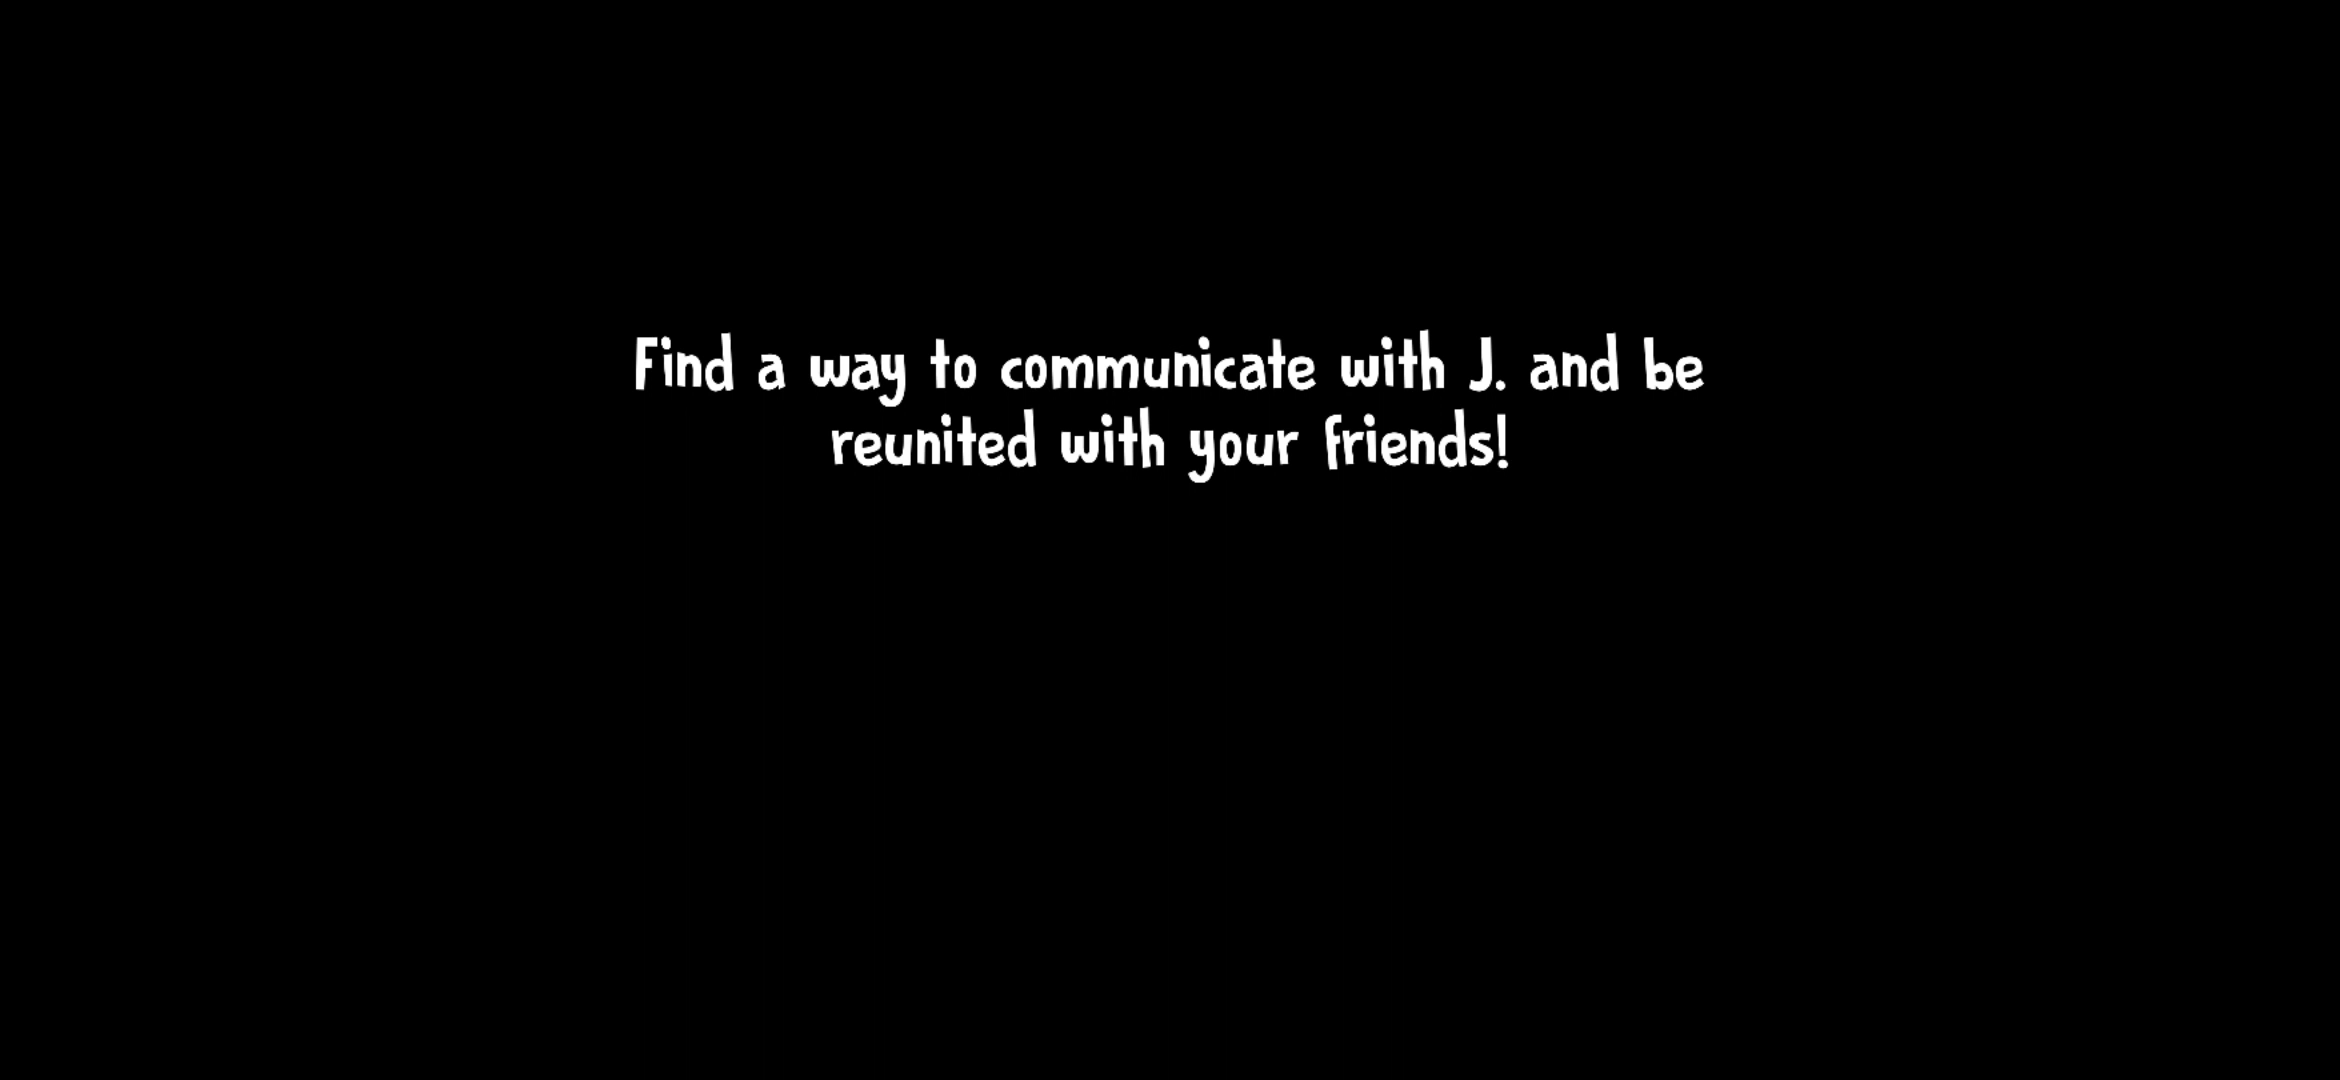 Find a way to communicate with J. and be
reunited with your friends!